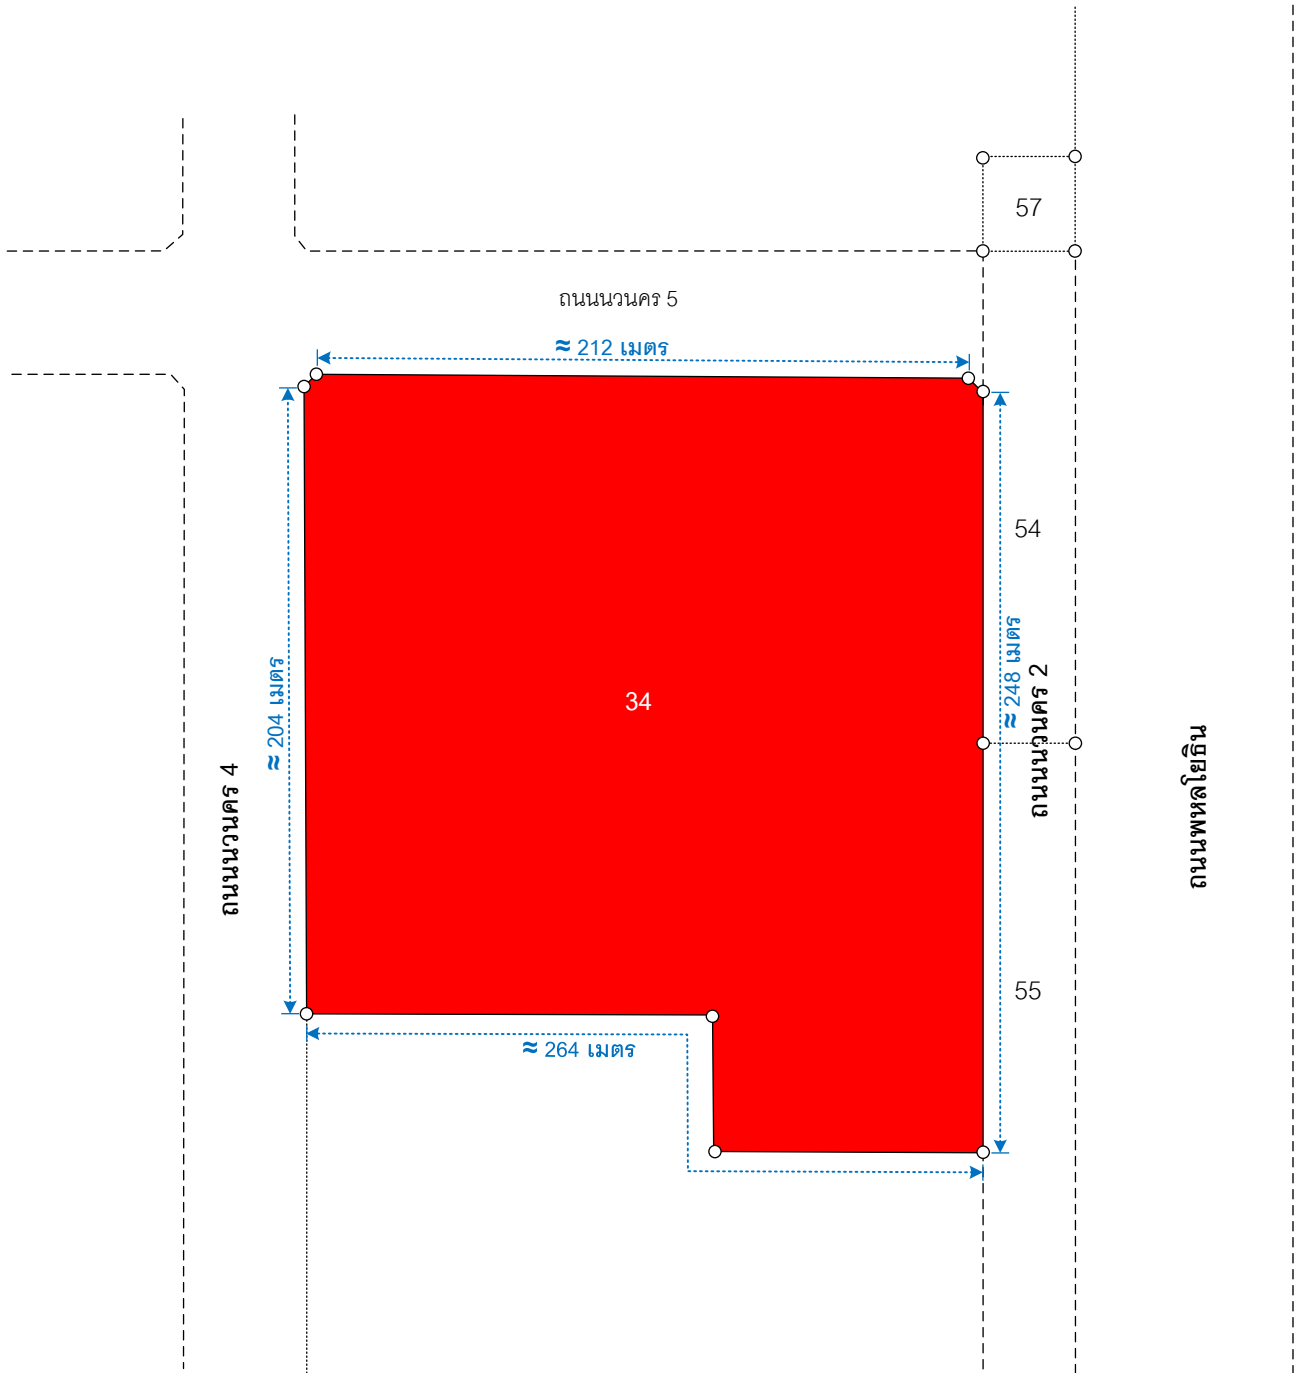 57
ถนนนวนคร 5
≈ 212 เมตร
54
≈ 248 เมตร
ถนนนวนคร 2
34
≈ 204 เมตร
ถนนนวนคร 4
ถนนพหลโยธิน
55
≈ 264 เมตร